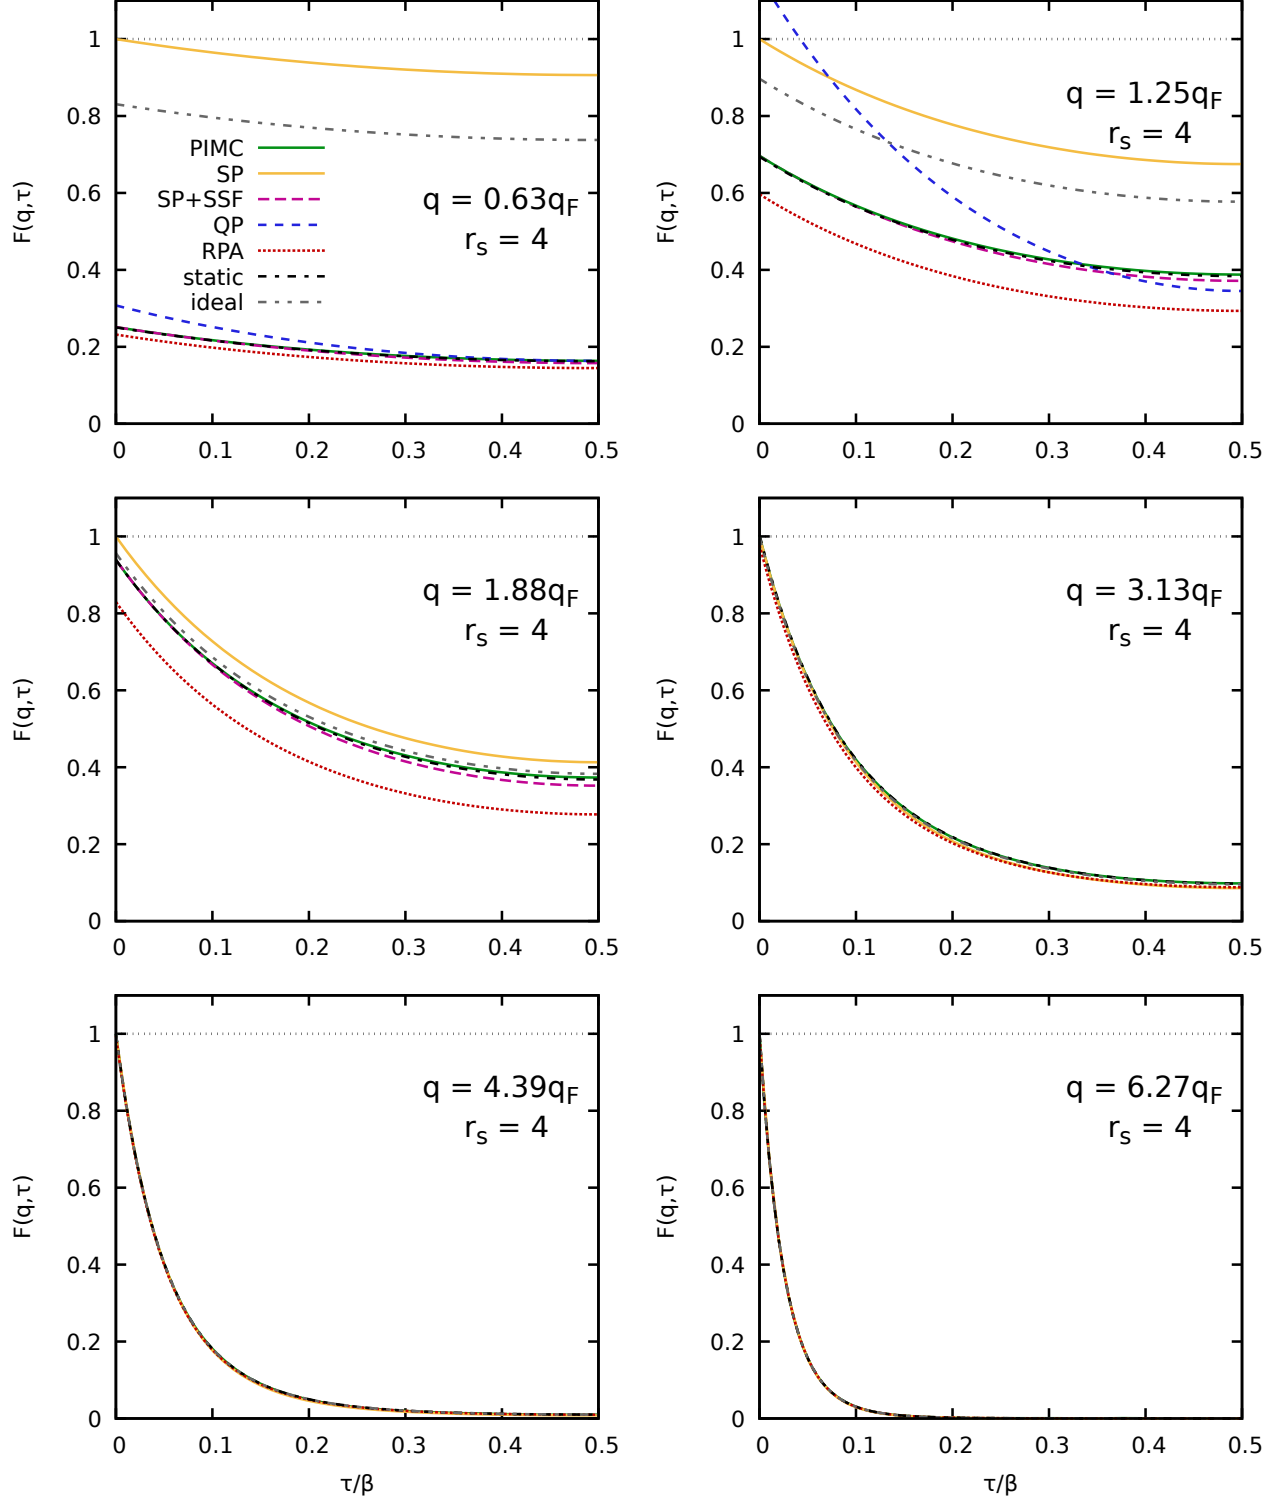 1
0.8
0.6
0.4
0.2
0
F(q,τ)
PIMC
SP
SP+SSF
QP
RPA
static
ideal
q = 0.63qF
rs = 4
0 0.1 0.2 0.3 0.4 0.5
1
0.8
0.6
0.4
0.2
0
F(q,τ)
q = 1.25qF
rs = 4
0 0.1 0.2 0.3 0.4 0.5
1
0.8
0.6
0.4
0.2
0
F(q,τ)
q = 1.88qF
rs = 4
0 0.1 0.2 0.3 0.4 0.5
1
0.8
0.6
0.4
0.2
0
F(q,τ)
q = 3.13qF
rs = 4
0 0.1 0.2 0.3 0.4 0.5
1
0.8
0.6
0.4
0.2
0
F(q,τ)
q = 4.39qF
rs = 4
0 0.1 0.2 0.3 0.4 0.5
τ/β
1
0.8
0.6
0.4
0.2
0
F(q,τ)
q = 6.27qF
rs = 4
0 0.1 0.2 0.3 0.4 0.5
τ/β